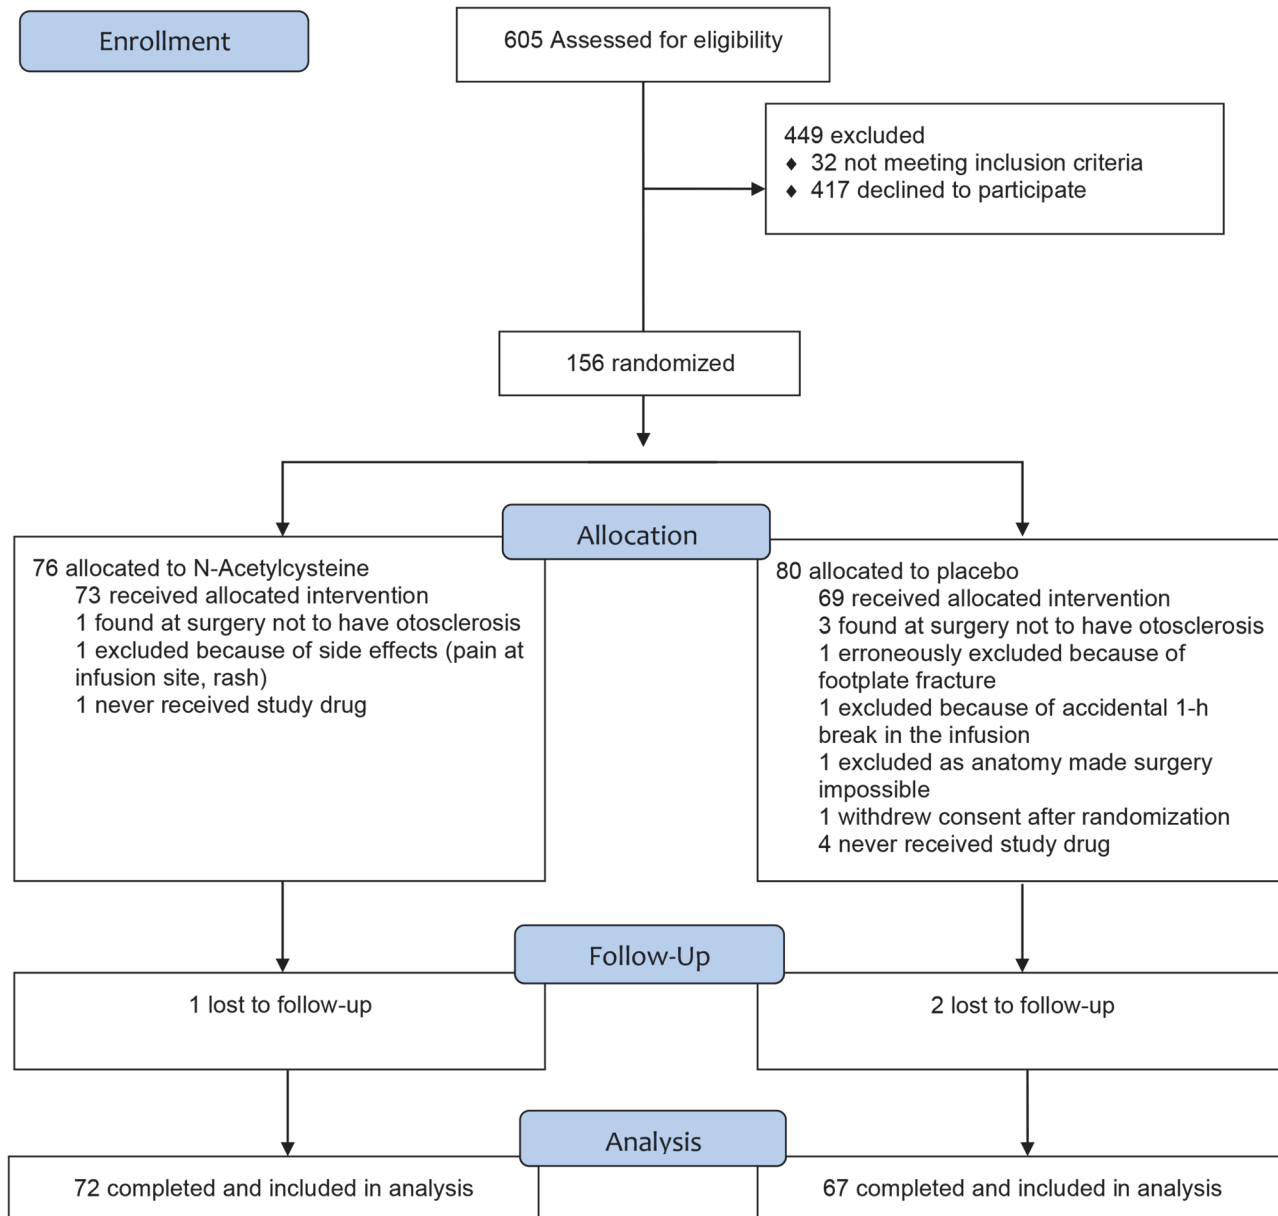 Enrollment
605 Assessed for eligibility
449 excluded
♦ 32 not meeting inclusion criteria
♦ 417 declined to participate
156 randomized
Allocation
76 allocated to N-Acetylcysteine
73 received allocated intervention
1 found at surgery not to have otosclerosis
1 excluded because of side effects (pain at
infusion site, rash)
1 never received study drug
80 allocated to placebo
69 received allocated intervention
3 found at surgery not to have otosclerosis
1 erroneously excluded because of
footplate fracture
1 excluded because of accidental 1-h
break in the infusion
1 excluded as anatomy made surgery
impossible
1 withdrew consent after randomization
4 never received study drug
Follow-Up
1 lost to follow-up
2 lost to follow-up
Analysis
72 completed and included in analysis
67 completed and included in analysis